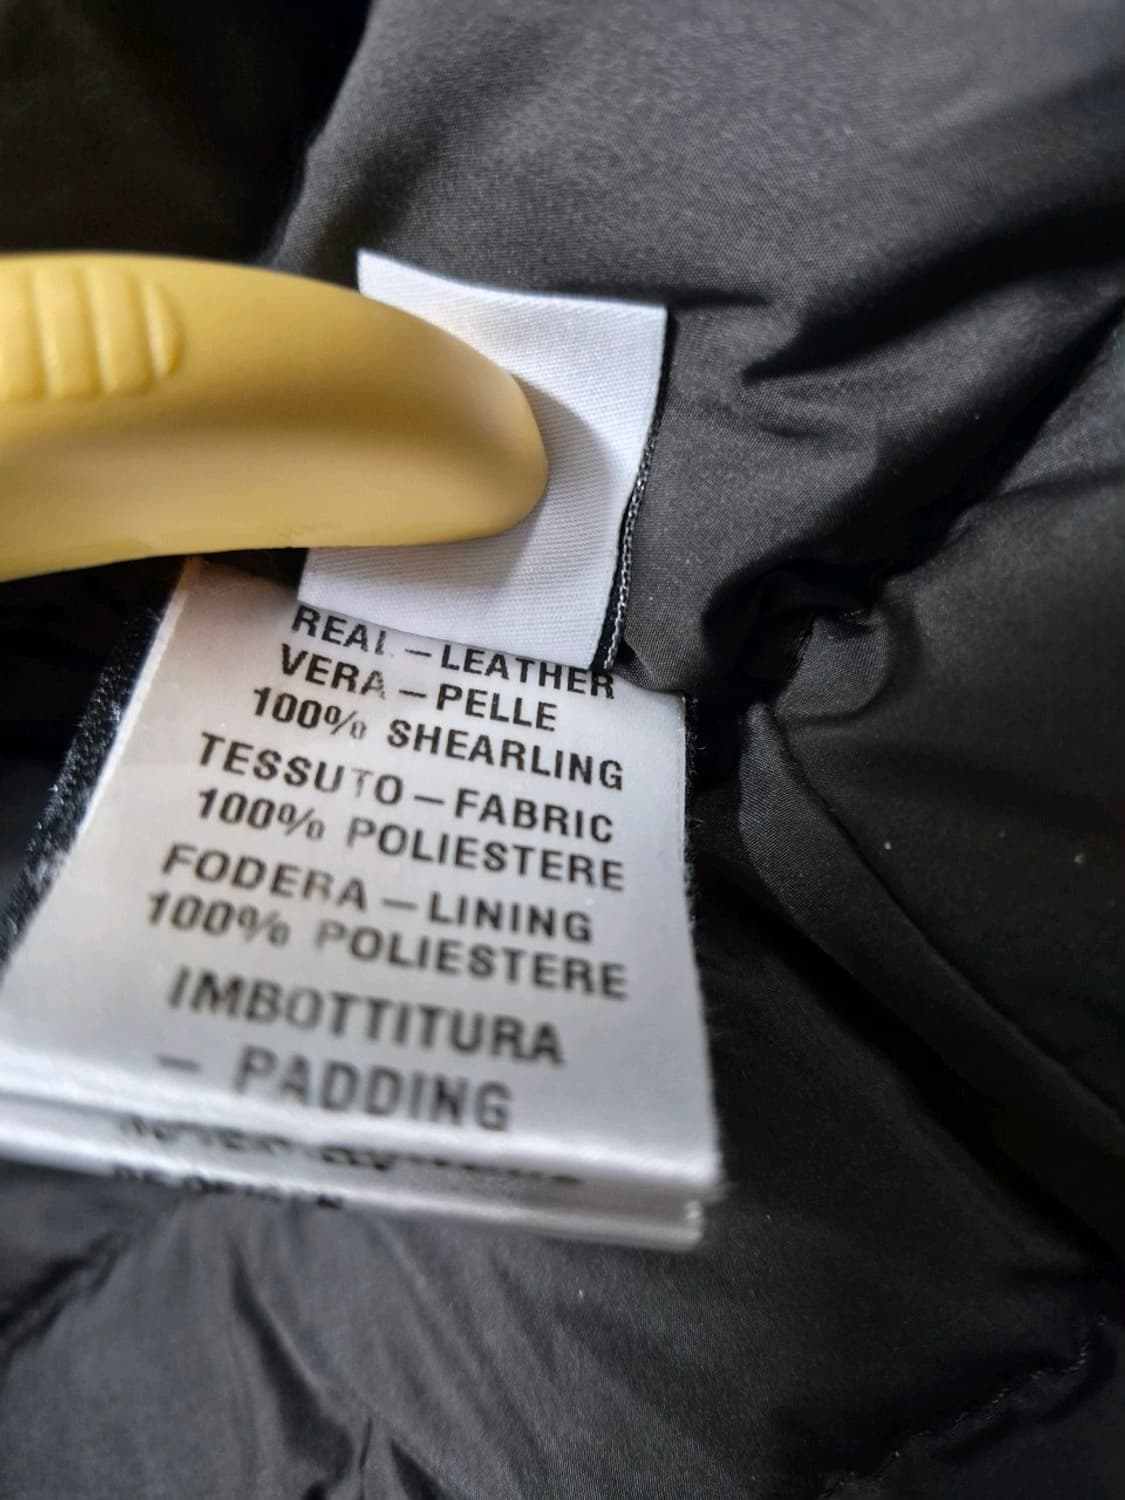 REAL – LEATHER
VERA – PELLE
100% SHEARLING
TESSUTO – FABRIC
100% POLIESTERE
FODERA – LINING
100% POLIESTERE
IMBOTTITURA
– PADDING